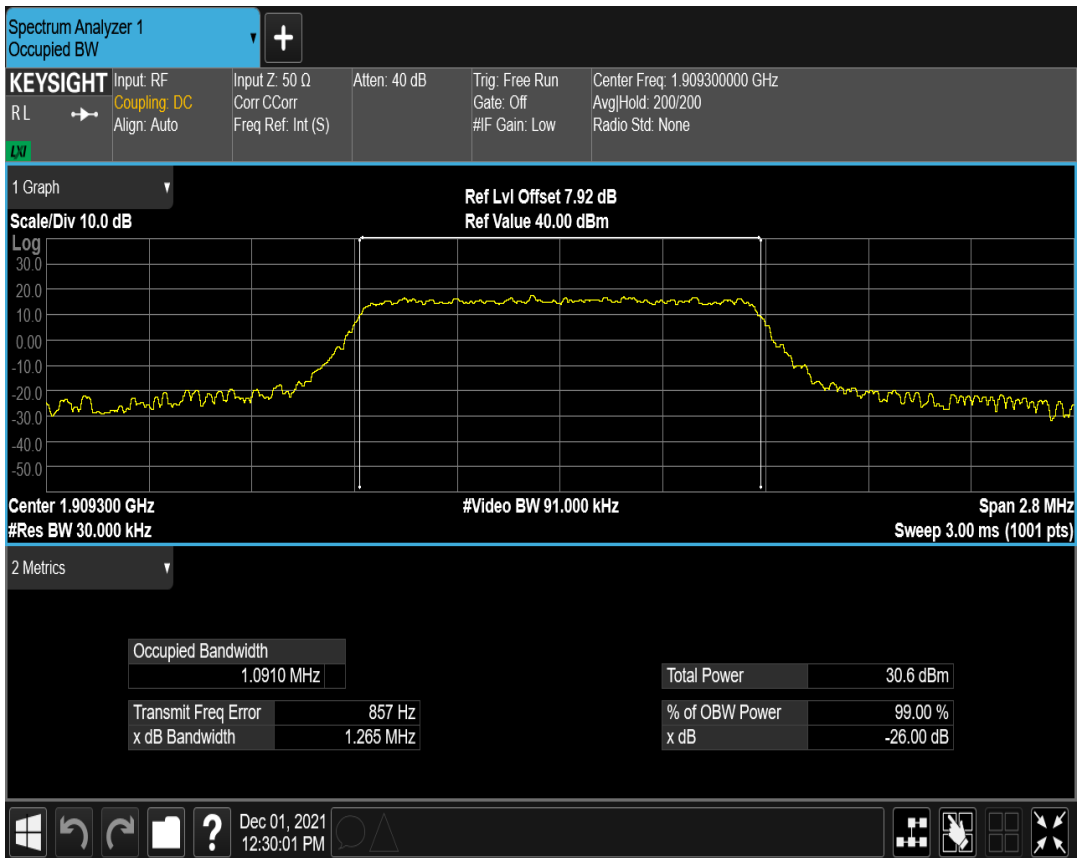 Spectrum Analyzer 1
Occupied BW
+
KEYSIGHT
R L
LXI
Input: RF
Coupling: DC
Align: Auto
Input Z: 50 Ω
Corr CCorr
Freq Ref: Int (S)
Atten: 40 dB
Trig: Free Run
Gate: Off
#IF Gain: Low
Center Freq: 1.909300000 GHz
Avg|Hold: 200/200
Radio Std: None
1 Graph
Ref Lvl Offset 7.92 dB
Scale/Div 10.0 dB
Ref Value 40.00 dBm
Log
30.0
20.0
10.0
0.00
-10.0
-20.0
-30.0
-40.0
-50.0
Center 1.909300 GHz
#Video BW 91.000 kHz
Span 2.8 MHz
#Res BW 30.000 kHz
Sweep 3.00 ms (1001 pts)
2 Metrics
Occupied Bandwidth
1.0910 MHz
Total Power 30.6 dBm
Transmit Freq Error 857 Hz
% of OBW Power 99.00 %
x dB Bandwidth 1.265 MHz
x dB -26.00 dB
?
Dec 01, 2021
12:30:01 PM